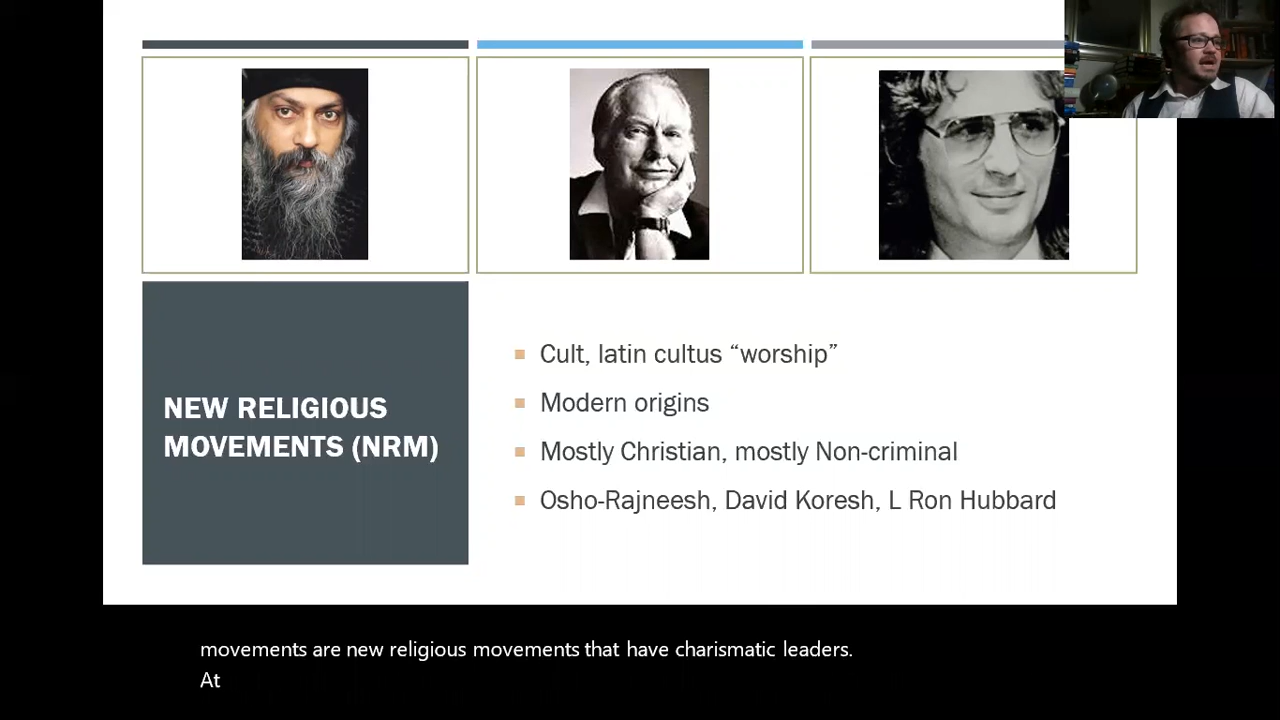 NEW RELIGIOUS
MOVEMENTS (NRM)
Cult, latin cultus “worship”
Modern origins
Mostly Christian, mostly Non-criminal
Osho-Rajneesh, David Koresh, L Ron Hubbard
movements are new religious movements that have charismatic leaders.
At